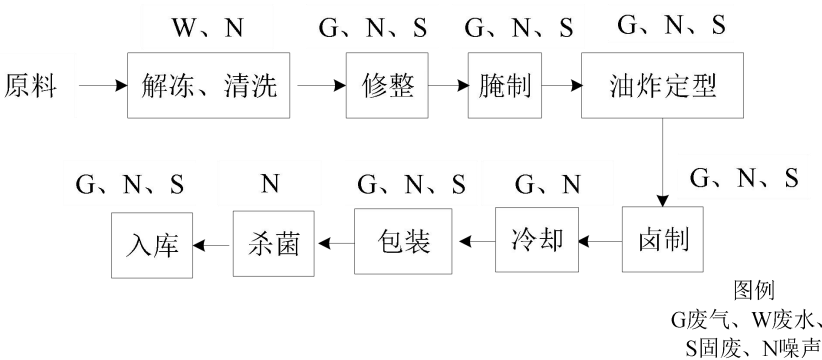 W、N
G、N、S
G、N、S
G、N、S
原料
解冻、清洗
修整
腌制
油炸定型
G、N、S
N
G、N、S
G、N
G、N、S
入库
杀菌
包装
冷却
卤制
图例
G废气、W废水、
S固废、N噪声